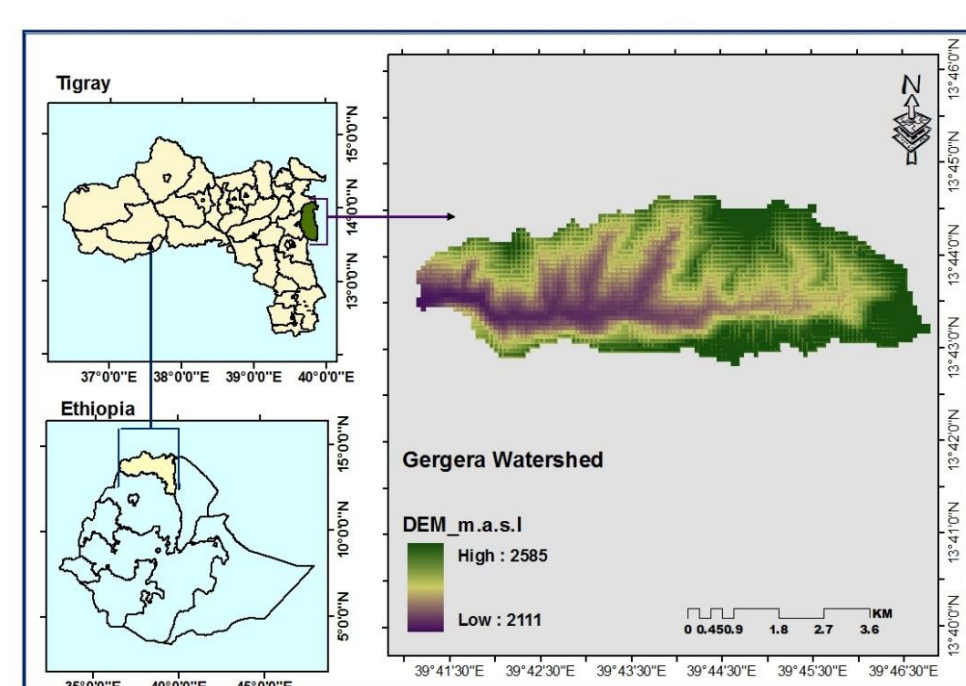 Tigray
15°0'0"N
14°0'0"N
13°0'0"N
37°0'0"E 38°0'0"E 39°0'0"E 40°0'0"E
Ethiopia
15°0'0"N
10°0'0"N
5°0'0"N
35°0'0"E 40°0'0"E 45°0'0"E
N
13°46'0"N
13°45'0"N
13°44'0"N
13°43'0"N
13°42'0"N
13°41'0"N
13°40'0"N
Gergera Watershed
DEM_m.a.s.l
High : 2585
Low : 2111
KM
0 0.450.9 1.8 2.7 3.6
39°41'30"E 39°42'30"E 39°43'30"E 39°44'30"E 39°45'30"E 39°46'30"E